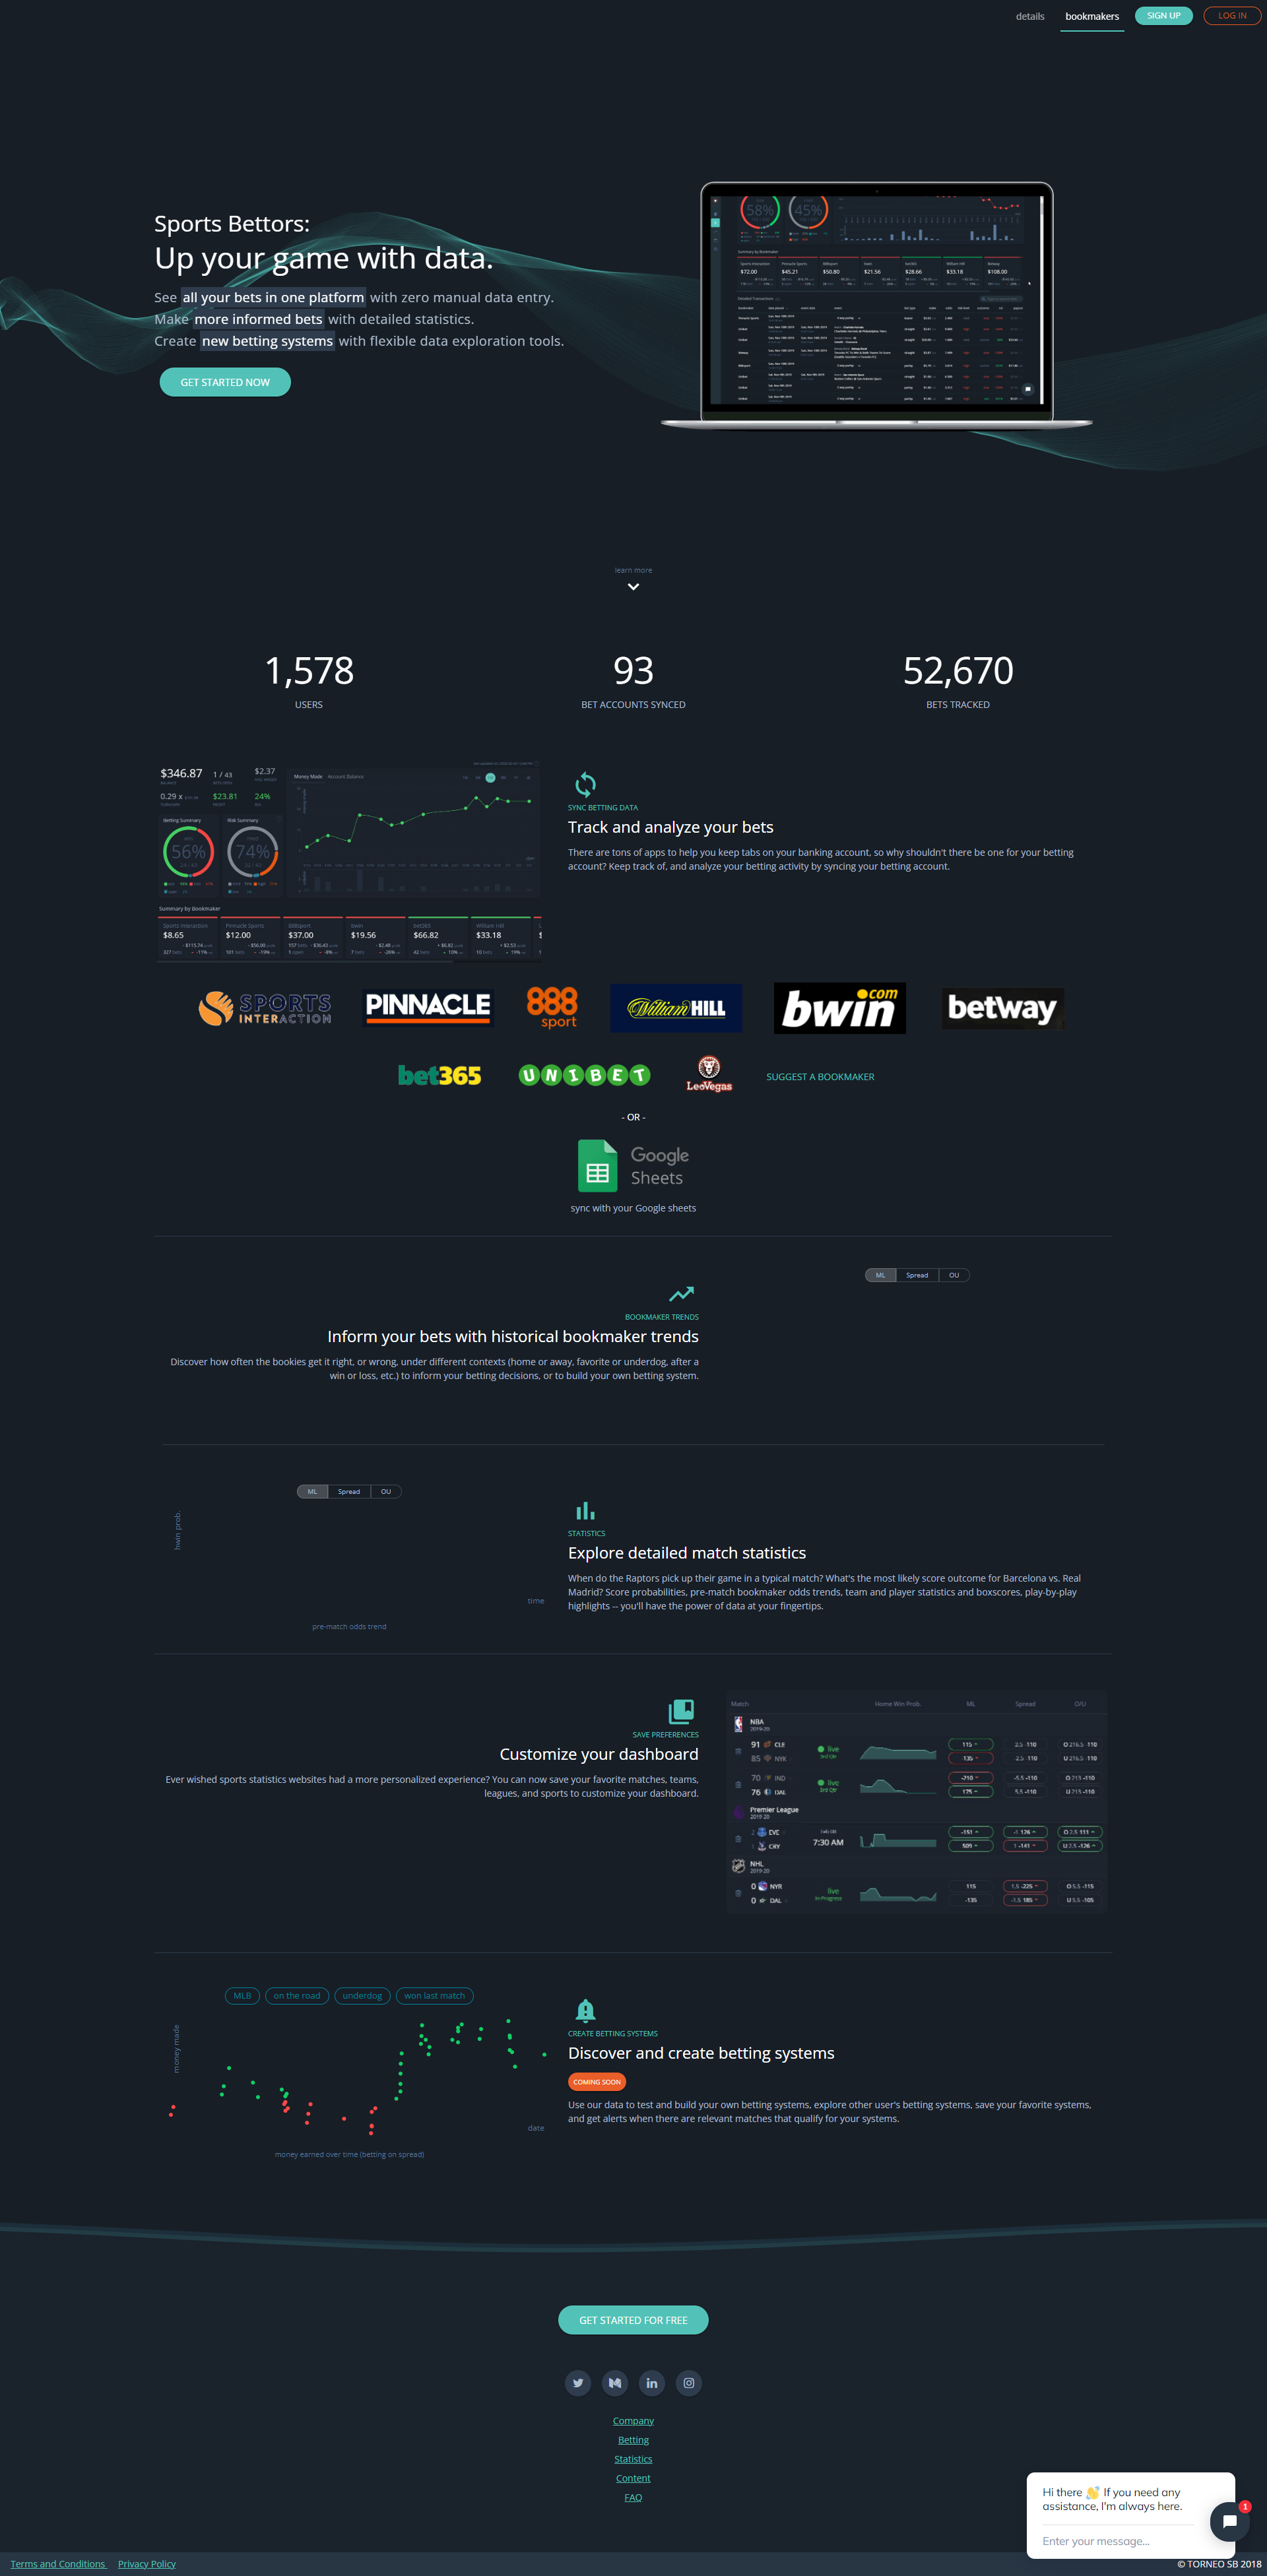 details
bookmakers
SIGN UP
LOG IN
Sports Bettors:
Up your game with data.
See all your bets in one platform with zero manual data entry.
Make more informed bets with detailed statistics.
Create new betting systems with flexible data exploration tools.
GET STARTED NOW
58%
45%
learn more
1,578
93
52,670
USERS
BET ACCOUNTS SYNCED
BETS TRACKED
$346.87
1 / 43
$2.37
0.29 x
$23.81
24%
Money Made
Account Balance
Betting Summary
Risk Summary
56%
74%
Summary by Bookmaker
Sports Interaction
Pinnacle Sports
888sport
bwin
bet365
William Hill
$8.65
$12.00
$37.00
$19.56
$66.82
$33.18
SYNC BETTING DATA
Track and analyze your bets
There are tons of apps to help you keep tabs on your banking account, so why shouldn't there be one for your betting
account? Keep track of, and analyze your betting activity by syncing your betting account.
SPORTS
INTERACTION
PINNACLE
888
sport
William HILL
bwin.com
betway
bet365
UNIBET
LeoVegas
SUGGEST A BOOKMAKER
- OR -
Google
Sheets
sync with your Google sheets
ML
Spread
OU
BOOKMAKER TRENDS
Inform your bets with historical bookmaker trends
Discover how often the bookies get it right, or wrong, under different contexts (home or away, favorite or underdog, after a
win or loss, etc.) to inform your betting decisions, or to build your own betting system.
ML
Spread
OU
hwin prob.
time
pre-match odds trend
STATISTICS
Explore detailed match statistics
When do the Raptors pick up their game in a typical match? What's the most likely score outcome for Barcelona vs. Real
Madrid? Score probabilities, pre-match bookmaker odds trends, team and player statistics and boxscores, play-by-play
highlights -- you'll have the power of data at your fingertips.
SAVE PREFERENCES
Customize your dashboard
Ever wished sports statistics websites had a more personalized experience? You can now save your favorite matches, teams,
leagues, and sports to customize your dashboard.
Match
Home Win Prob.
ML
Spread
O/U
NBA
2019-20
91 CLE
live
3rd Qtr
115
2.5 -110
O 216.5 -110
85 NYK
135
2.5 -110
U 216.5 -110
70 IND
live
3rd Qtr
-210
-5.5 -110
O 213 -110
76 DAL
175
5.5 -110
U 213 -110
Premier League
2019-20
2 EVE
7:30 AM
-151
-1 126
O 2.5 111
1 CRY
509
1 -141
U 2.5 -126
NHL
2019-20
0 NYR
live
In-Progress
115
1.5 -225
O 5.5 -115
0 DAL
-135
-1.5 185
U 5.5 -105
MLB
on the road
underdog
won last match
money made
date
money earned over time (betting on spread)
CREATE BETTING SYSTEMS
Discover and create betting systems
COMING SOON
Use our data to test and build your own betting systems, explore other user's betting systems, save your favorite systems,
and get alerts when there are relevant matches that qualify for your systems.
GET STARTED FOR FREE
Company
Betting
Statistics
Content
FAQ
Hi there 👋 If you need any
assistance, I'm always here.
Enter your message...
1
Terms and Conditions
Privacy Policy
© TORNEO SB 2018